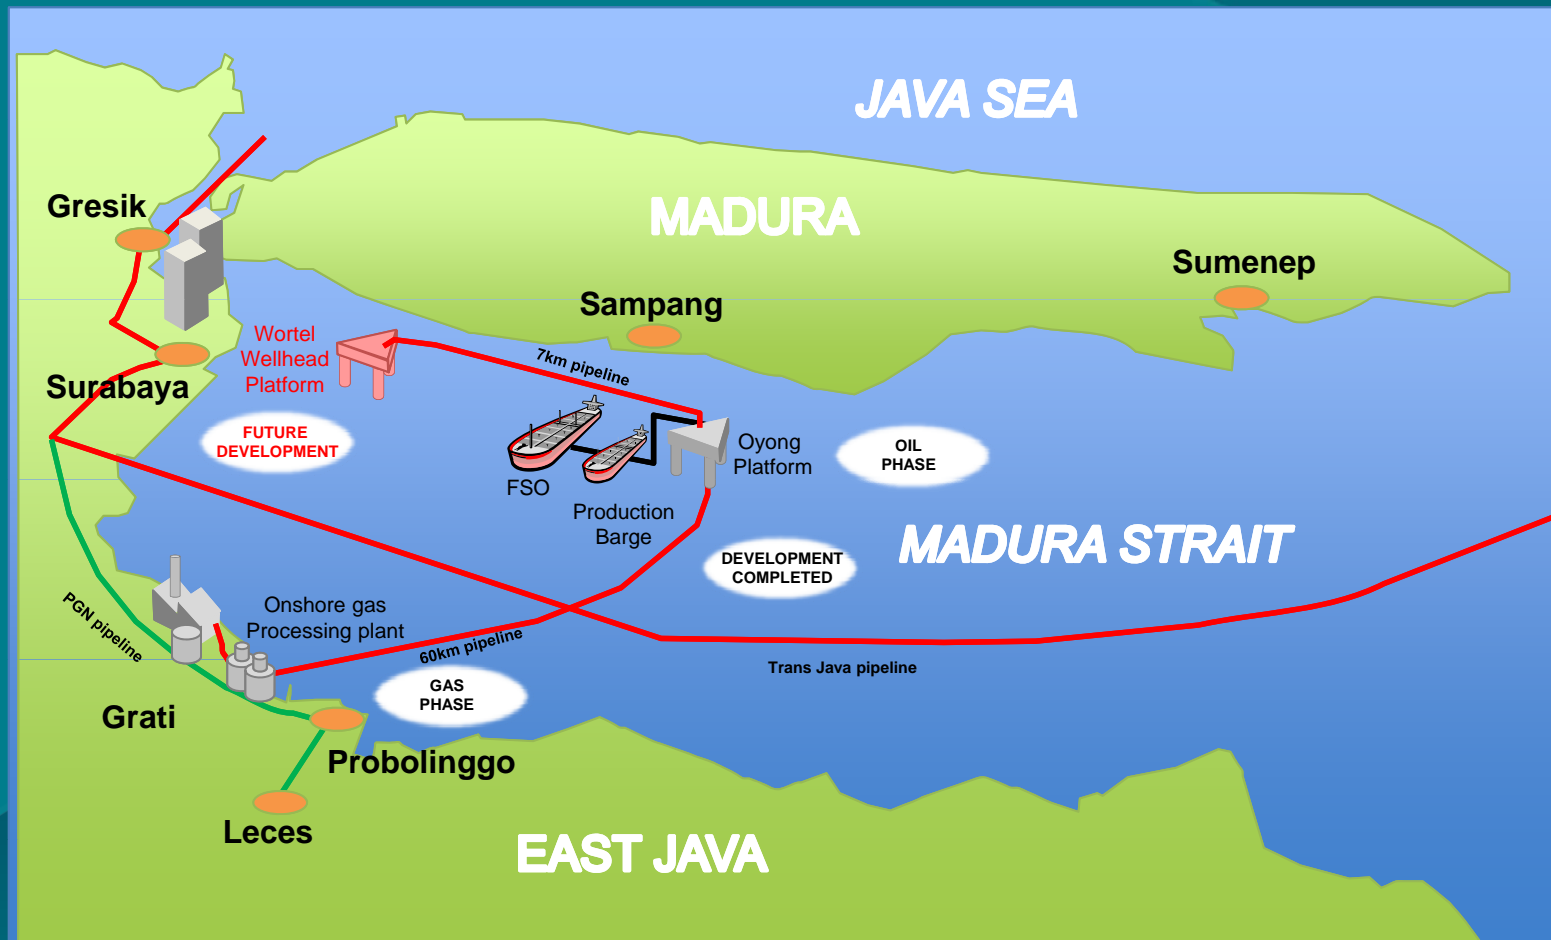 JAVA SEA
Gresik
MADURA
Sumenep
Sampang
Wortel
Wellhead
Platform
7km pipeline
Surabaya
FUTURE
DEVELOPMENT
Oyong
Platform
OIL
PHASE
FSO
Production
Barge
MADURA STRAIT
DEVELOPMENT
COMPLETED
Onshore gas
Processing plant
PGN pipeline
60km pipeline
Trans Java pipeline
GAS
PHASE
Grati
Probolinggo
Leces
EAST JAVA